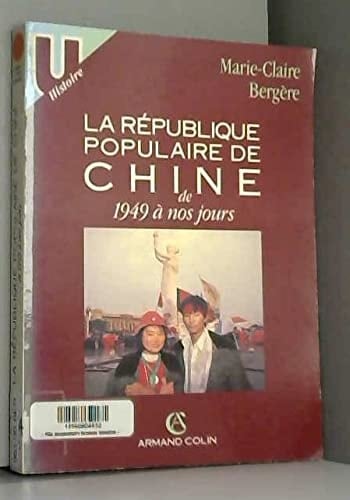 U
Histoire
Marie-Claire
Bergère
LA RÉPUBLIQUE
POPULAIRE DE
CHINE
de
1949 à nos jours
ARMAND COLIN